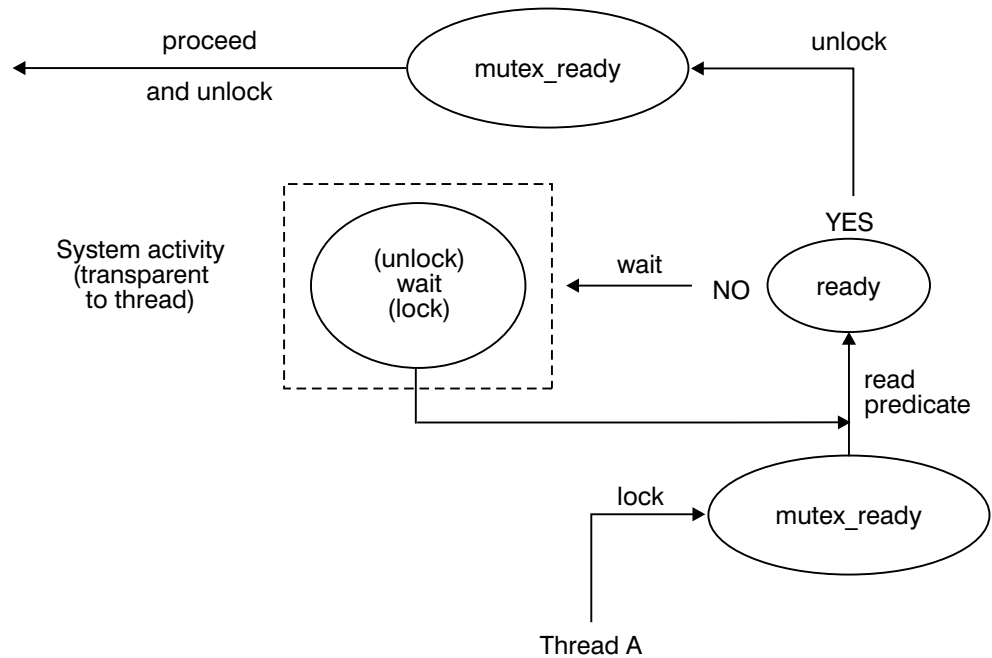 proceed
and unlock
mutex_ready
unlock
System activity
(transparent
to thread)
(unlock)
wait
(lock)
wait
NO
YES
ready
read
predicate
lock
mutex_ready
Thread A